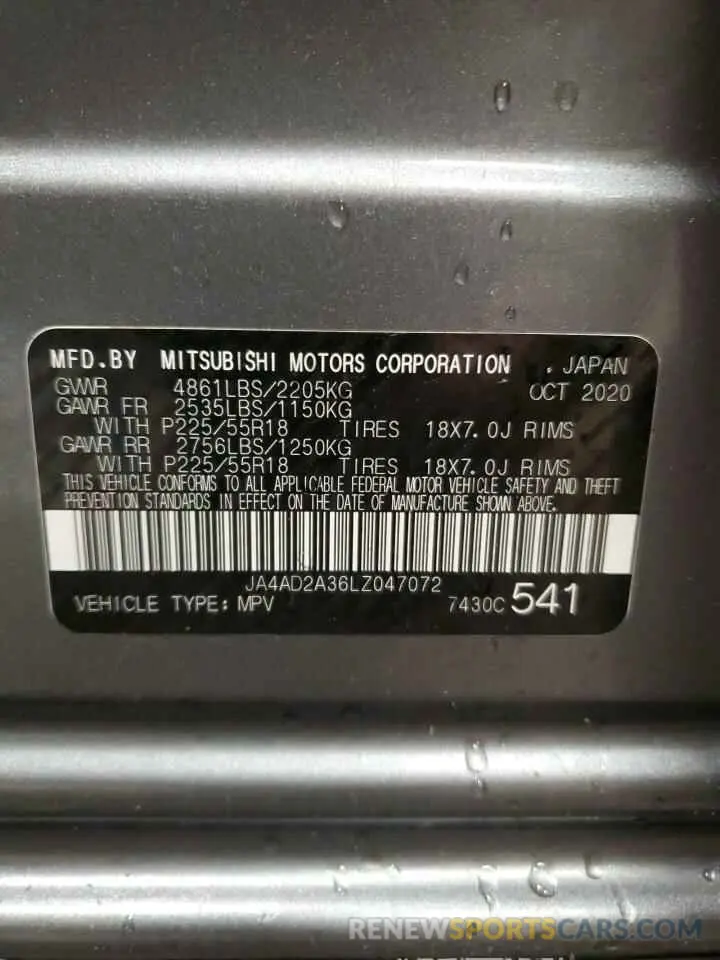 MFD.BY MITSUBISHI MOTORS CORPORATION , JAPAN
GWWR 4861LBS/2205KG OCT 2020
GAWR FR 2535LBS/1150KG
WITH P225/55R18 TIRES 18X7.0J RIMS
GAWR RR 2756LBS/1250KG
WITH P225/55R18 TIRES 18X7.0J RIMS
THIS VEHICLE CONFORMS TO ALL APPLICABLE FEDERAL MOTOR VEHICLE SAFETY AND THEFT
PREVENTION STANDARDS IN EFFECT ON THE DATE OF MANUFACTURE SHOWN ABOVE.
JA4AD2A36LZ047072
VEHICLE TYPE: MPV 7430C 541
RENEWSPORTSCARS.COM